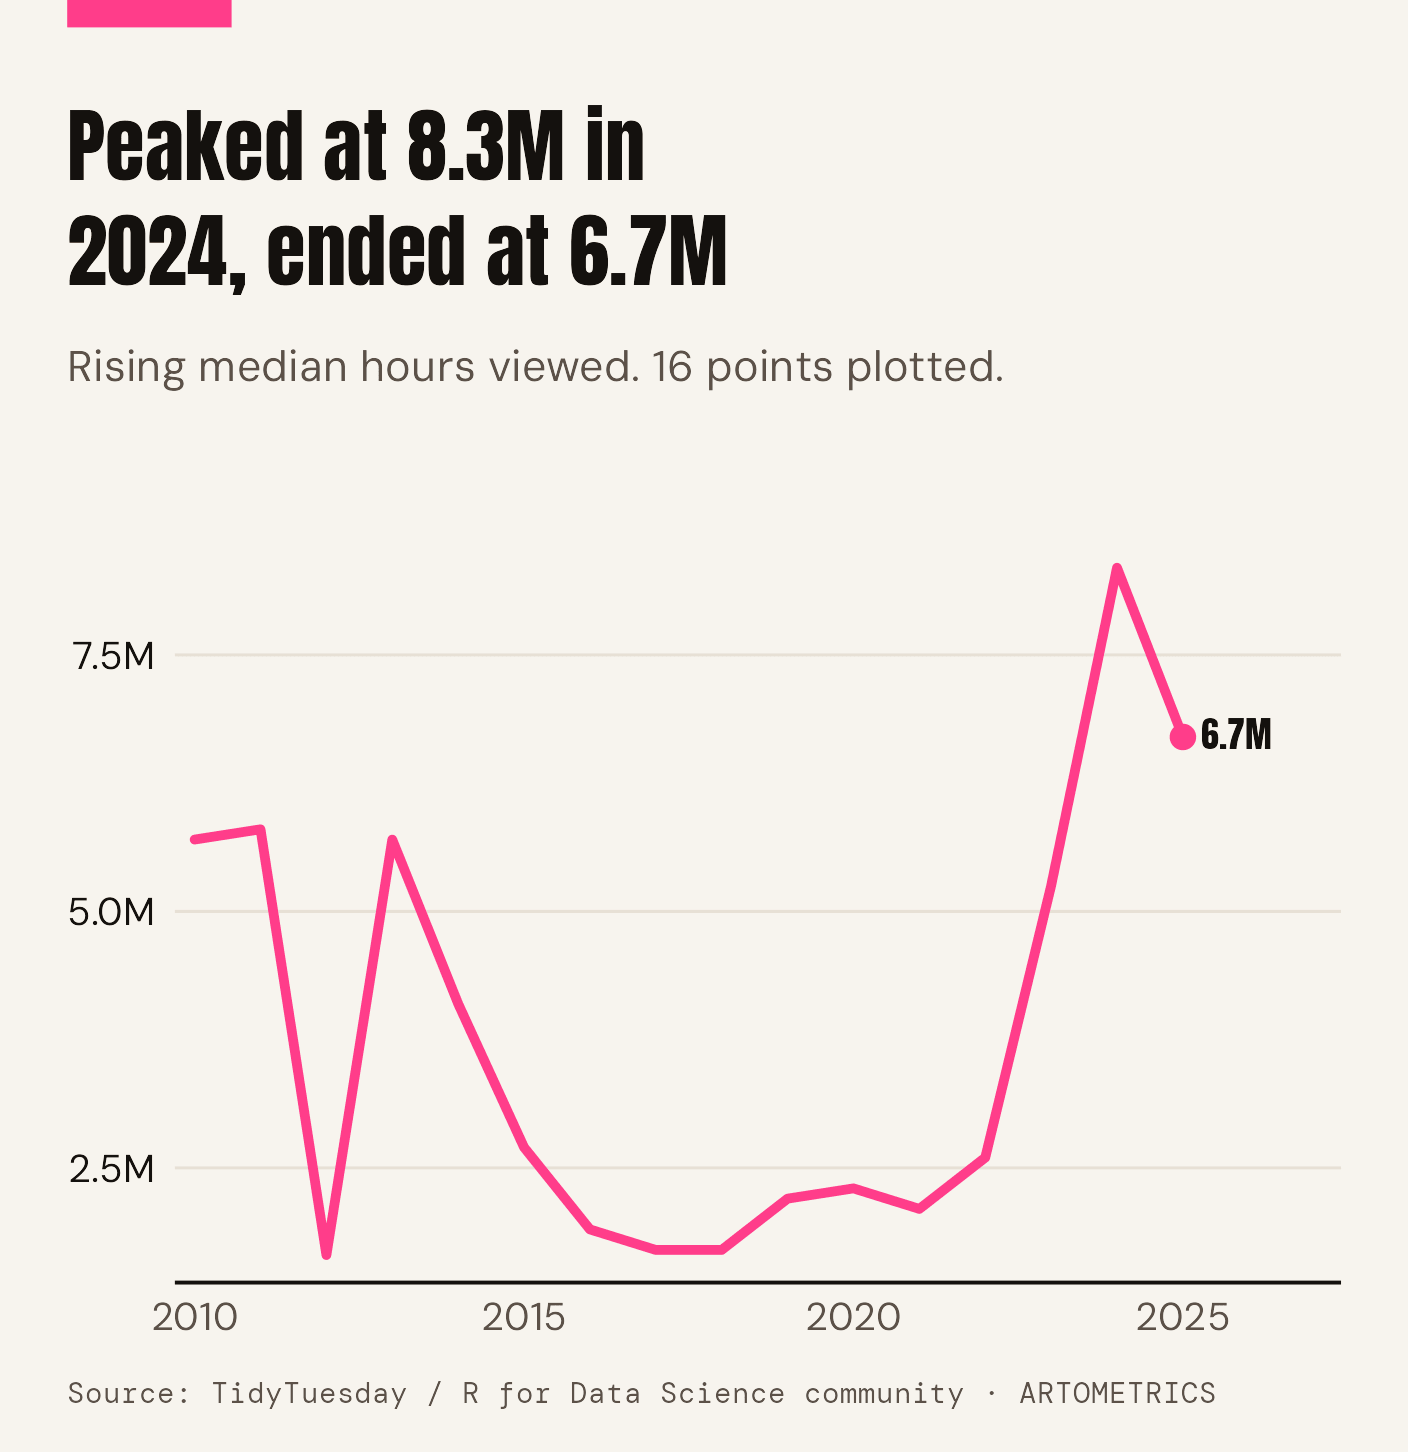 Peaked at 8.3M in
2024, ended at 6.7M
Rising median hours viewed. 16 points plotted.
7.5M
6.7M
5.0M
2.5M
2010 2015 2020 2025
Source: TidyTuesday / R for Data Science community · ARTOMETRICS